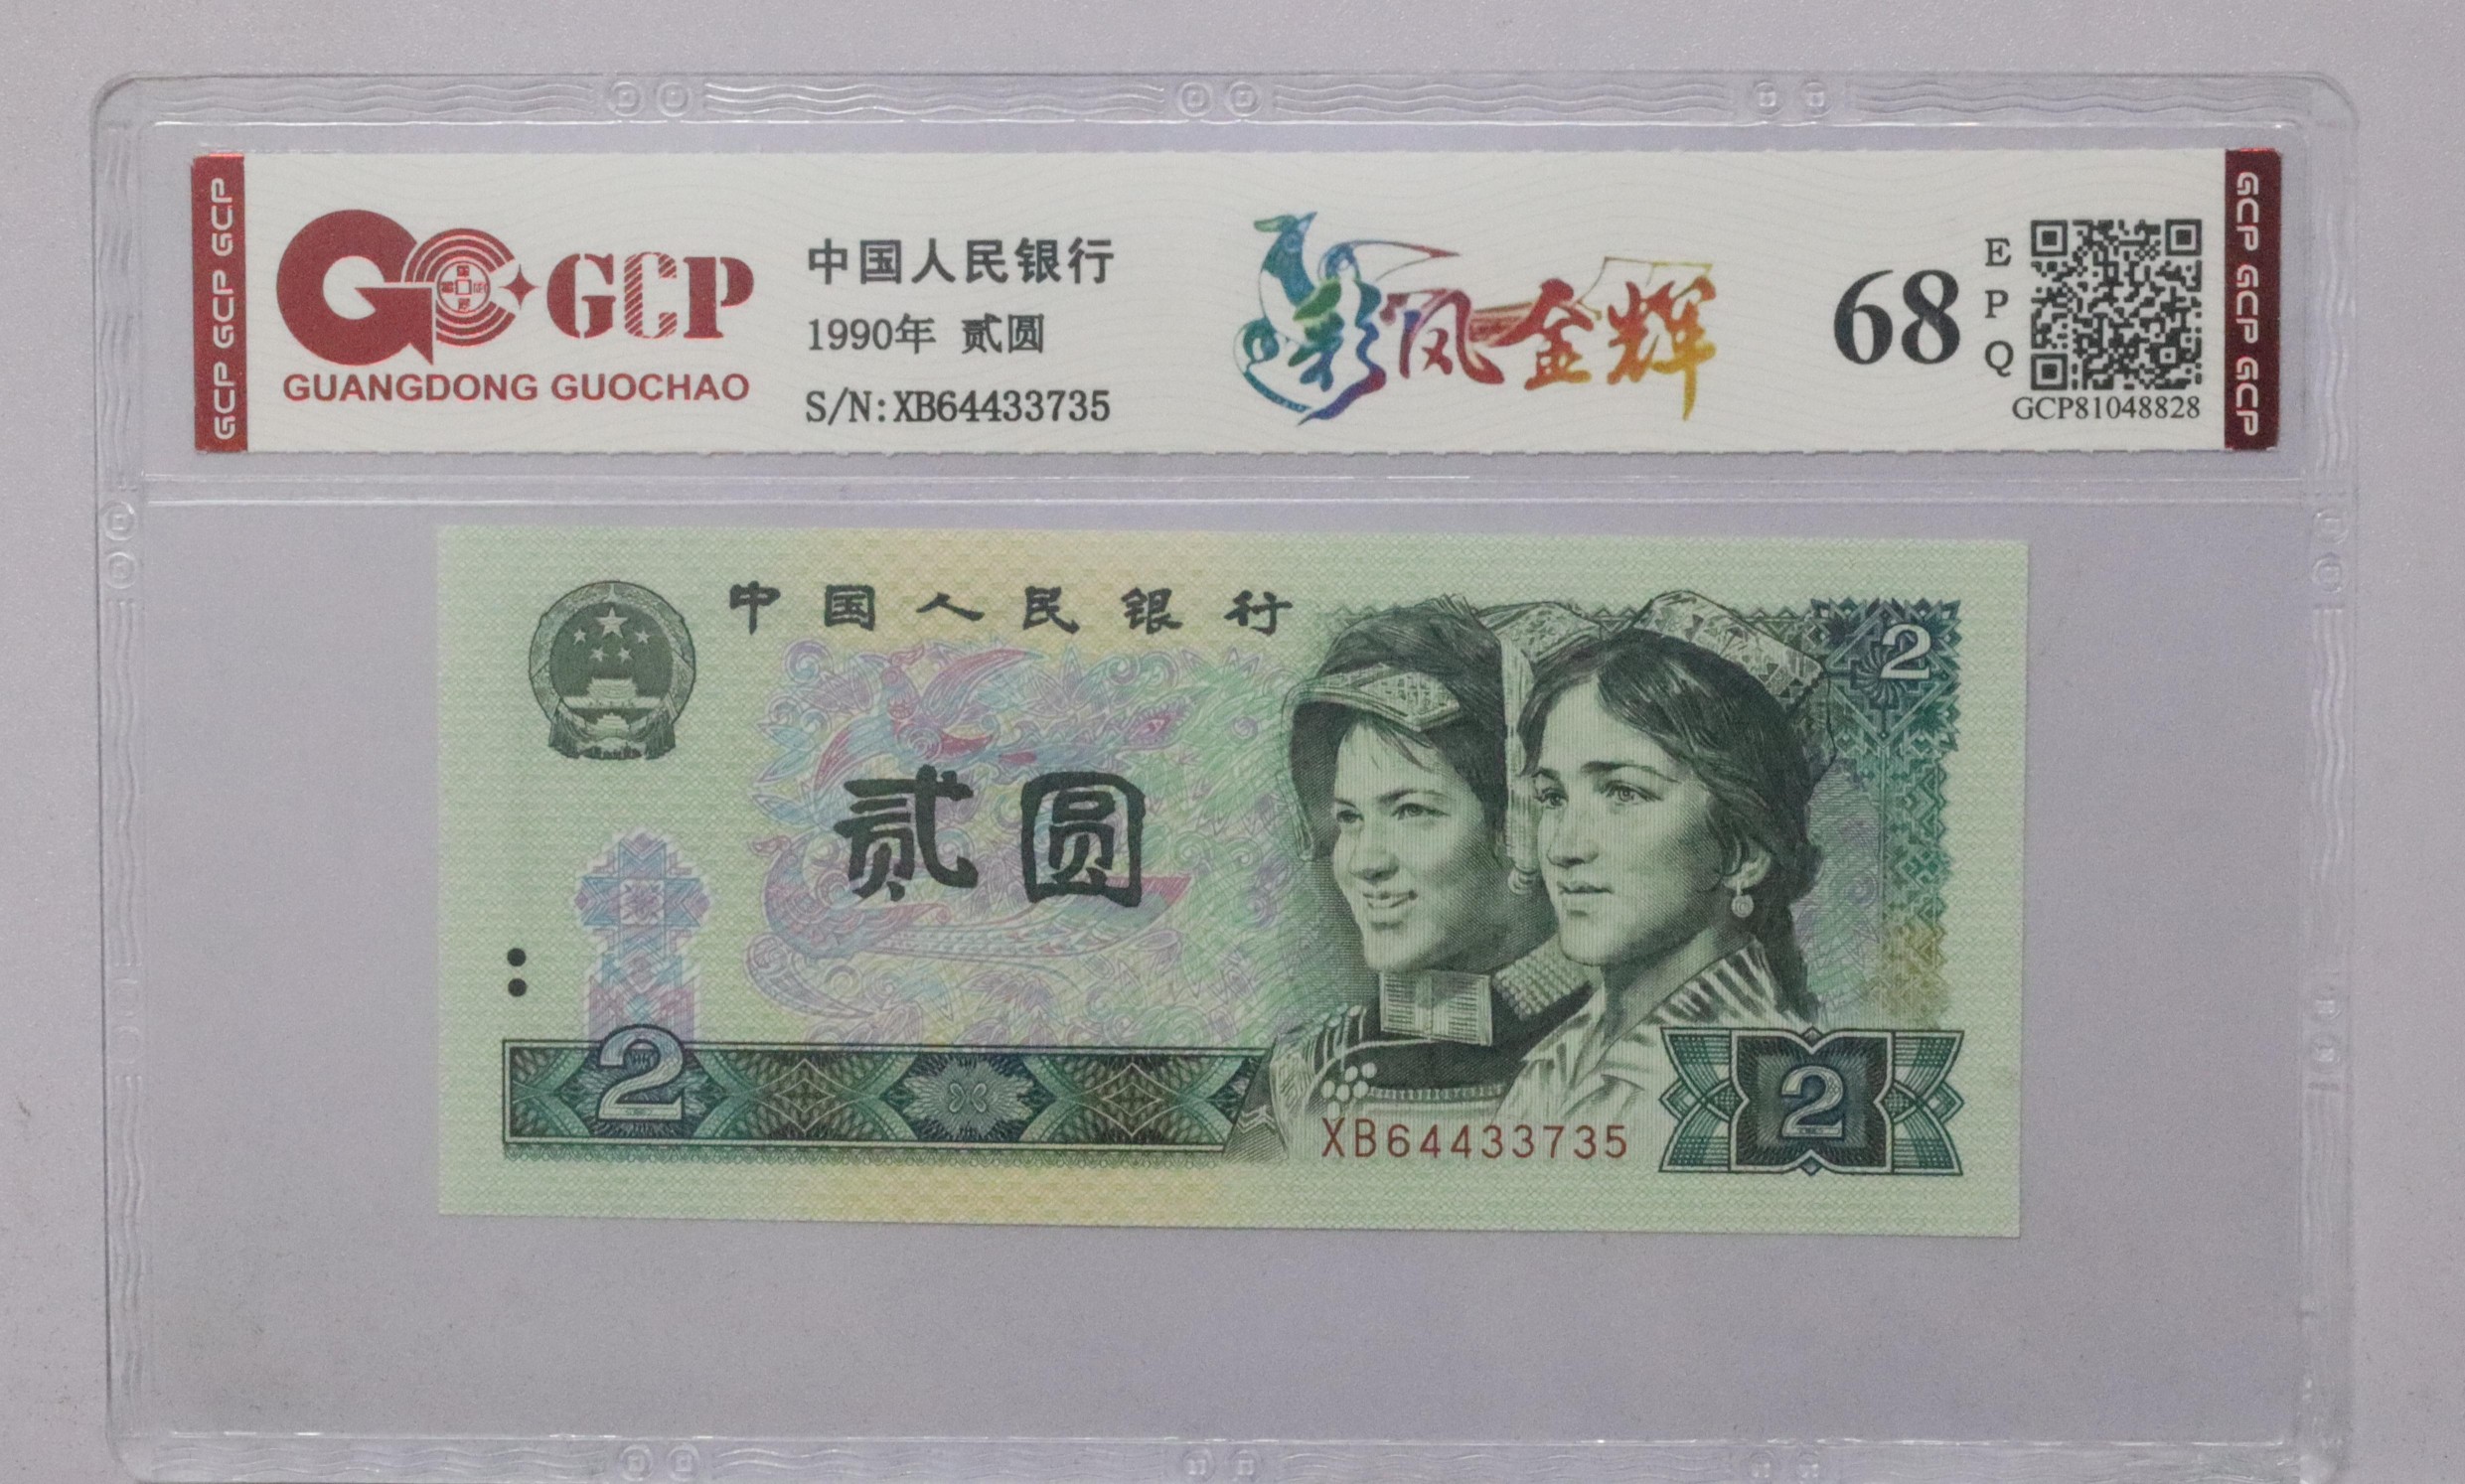 GCP GCP GCP
GCP
GUANGDONG GUOCHAO
中国人民银行
1990年 贰圆
S/N:XB64433735
彩凤金辉
68
EPQ
GCP81048828
GCP GCP GCP
中国人民银行
2
贰圆
2
XB64433735
2